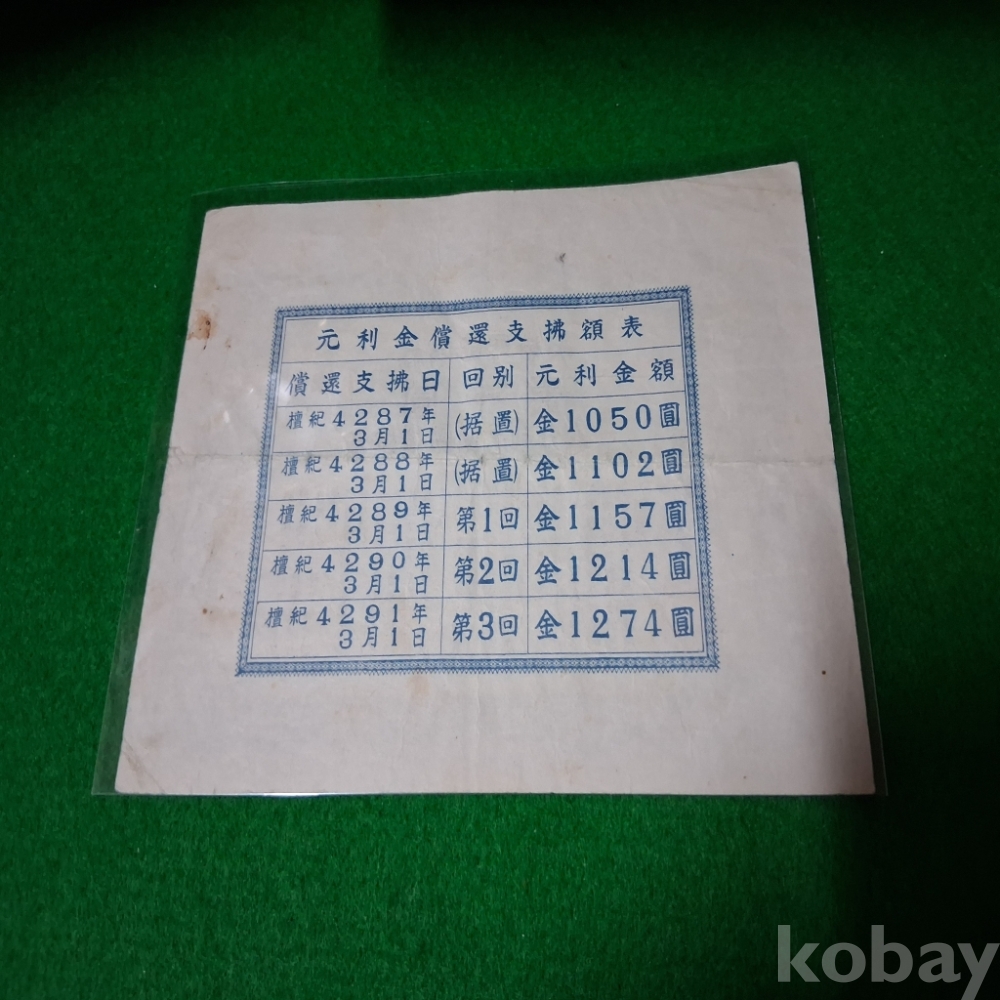 元利金償還支拂額表
償還支拂日 回別 元利金額
檀紀4287年3月1日 (据置) 金1050圓
檀紀4288年3月1日 (据置) 金1102圓
檀紀4289年3月1日 第1回 金1157圓
檀紀4290年3月1日 第2回 金1214圓
檀紀4291年3月1日 第3回 金1274圓
kobay